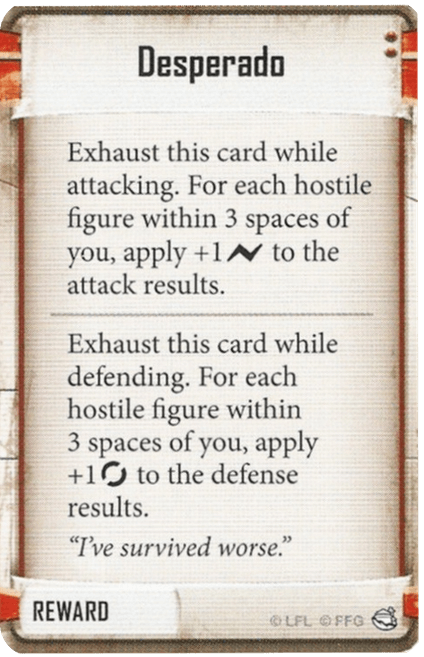 Desperado
Exhaust this card while
attacking. For each hostile
figure within 3 spaces of
you, apply +1 to the
attack results.
Exhaust this card while
defending. For each
hostile figure within
3 spaces of you, apply
+1 to the defense
results.
“I’ve survived worse.”
REWARD
©LFL ©FFG